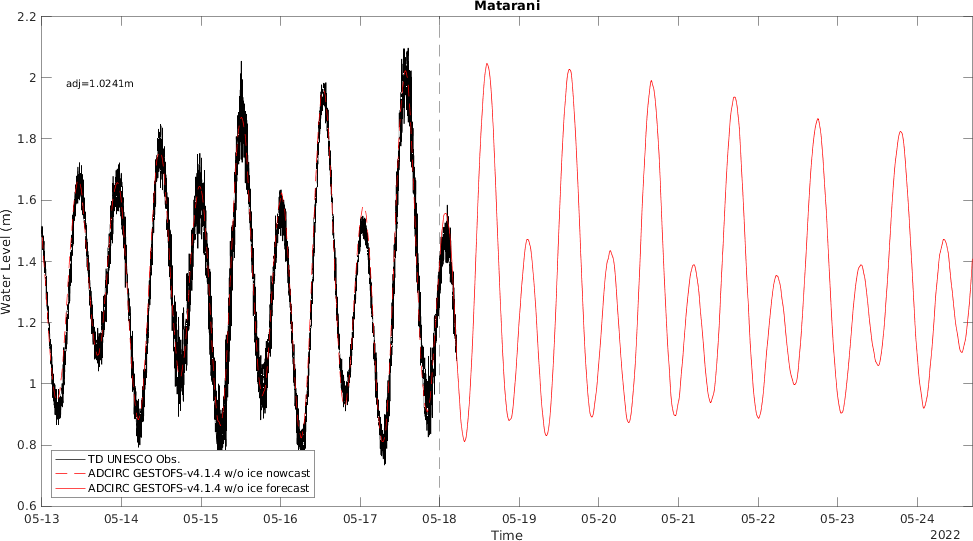 Matarani
2.2
2
1.8
1.6
1.4
1.2
1
0.8
0.6
Water Level (m)
adj=1.0241m
TD UNESCO Obs.
ADCIRC GESTOFS-v4.1.4 w/o ice nowcast
ADCIRC GESTOFS-v4.1.4 w/o ice forecast
05-13 05-14 05-15 05-16 05-17 05-18 05-19 05-20 05-21 05-22 05-23 05-24
2022
Time